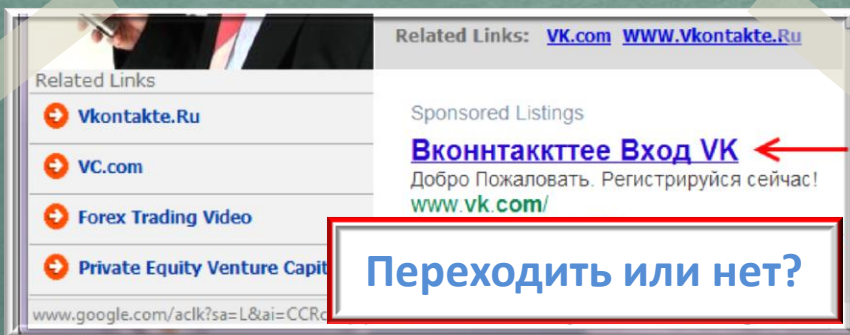 Related Links: VK.com WWW.Vkontakte.Ru
Related Links
Vkontakte.Ru
VC.com
Forex Trading Video
Private Equity Venture Capit
Sponsored Listings
Вконнтаккттее Вход VK
Добро Пожаловать. Регистрируйся сейчас!
www.vk.com/
Переходить или нет?
www.google.com/aclk?sa=L&ai=CCRc